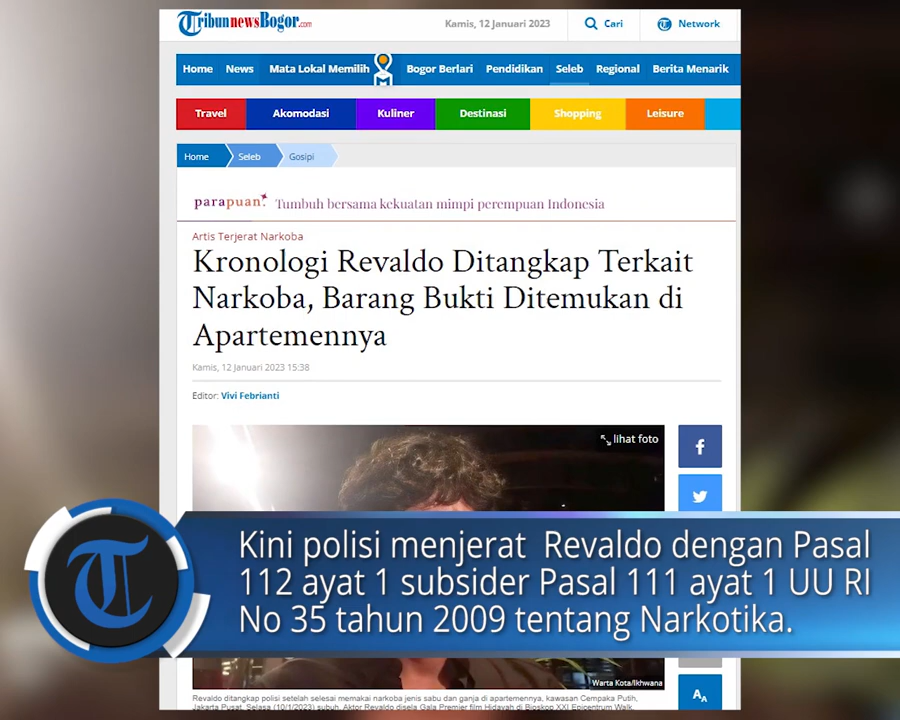 TribunnewsBogor.com
Kamis, 12 Januari 2023
Cari
Network
Home News Mata Lokal Memilih Bogor Berlari Pendidikan Seleb Regional Berita Menarik
Travel Akomodasi Kuliner Destinasi Shopping Leisure
Home Seleb Gosipi
parapuan. Tumbuh bersama kekuatan mimpi perempuan Indonesia
Artis Terjerat Narkoba
Kronologi Revaldo Ditangkap Terkait
Narkoba, Barang Bukti Ditemukan di
Apartemennya
Kamis, 12 Januari 2023 15:38
Editor: Vivi Febrianti
lihat foto
Kini polisi menjerat Revaldo dengan Pasal
112 ayat 1 subsider Pasal 111 ayat 1 UU RI
No 35 tahun 2009 tentang Narkotika.
Warta Kota/Ikhwana
Revaldo ditangkap polisi setelah selesai memakai narkoba jenis sabu dan ganja di apartemennya, kawasan Cempaka Putih,
Jakarta Pusat, Selasa (10/1/2023) subuh. Aktor Revaldo disela Gala Premier film Hidayah di Bioskop XXI Epicentrum Walk,
AA